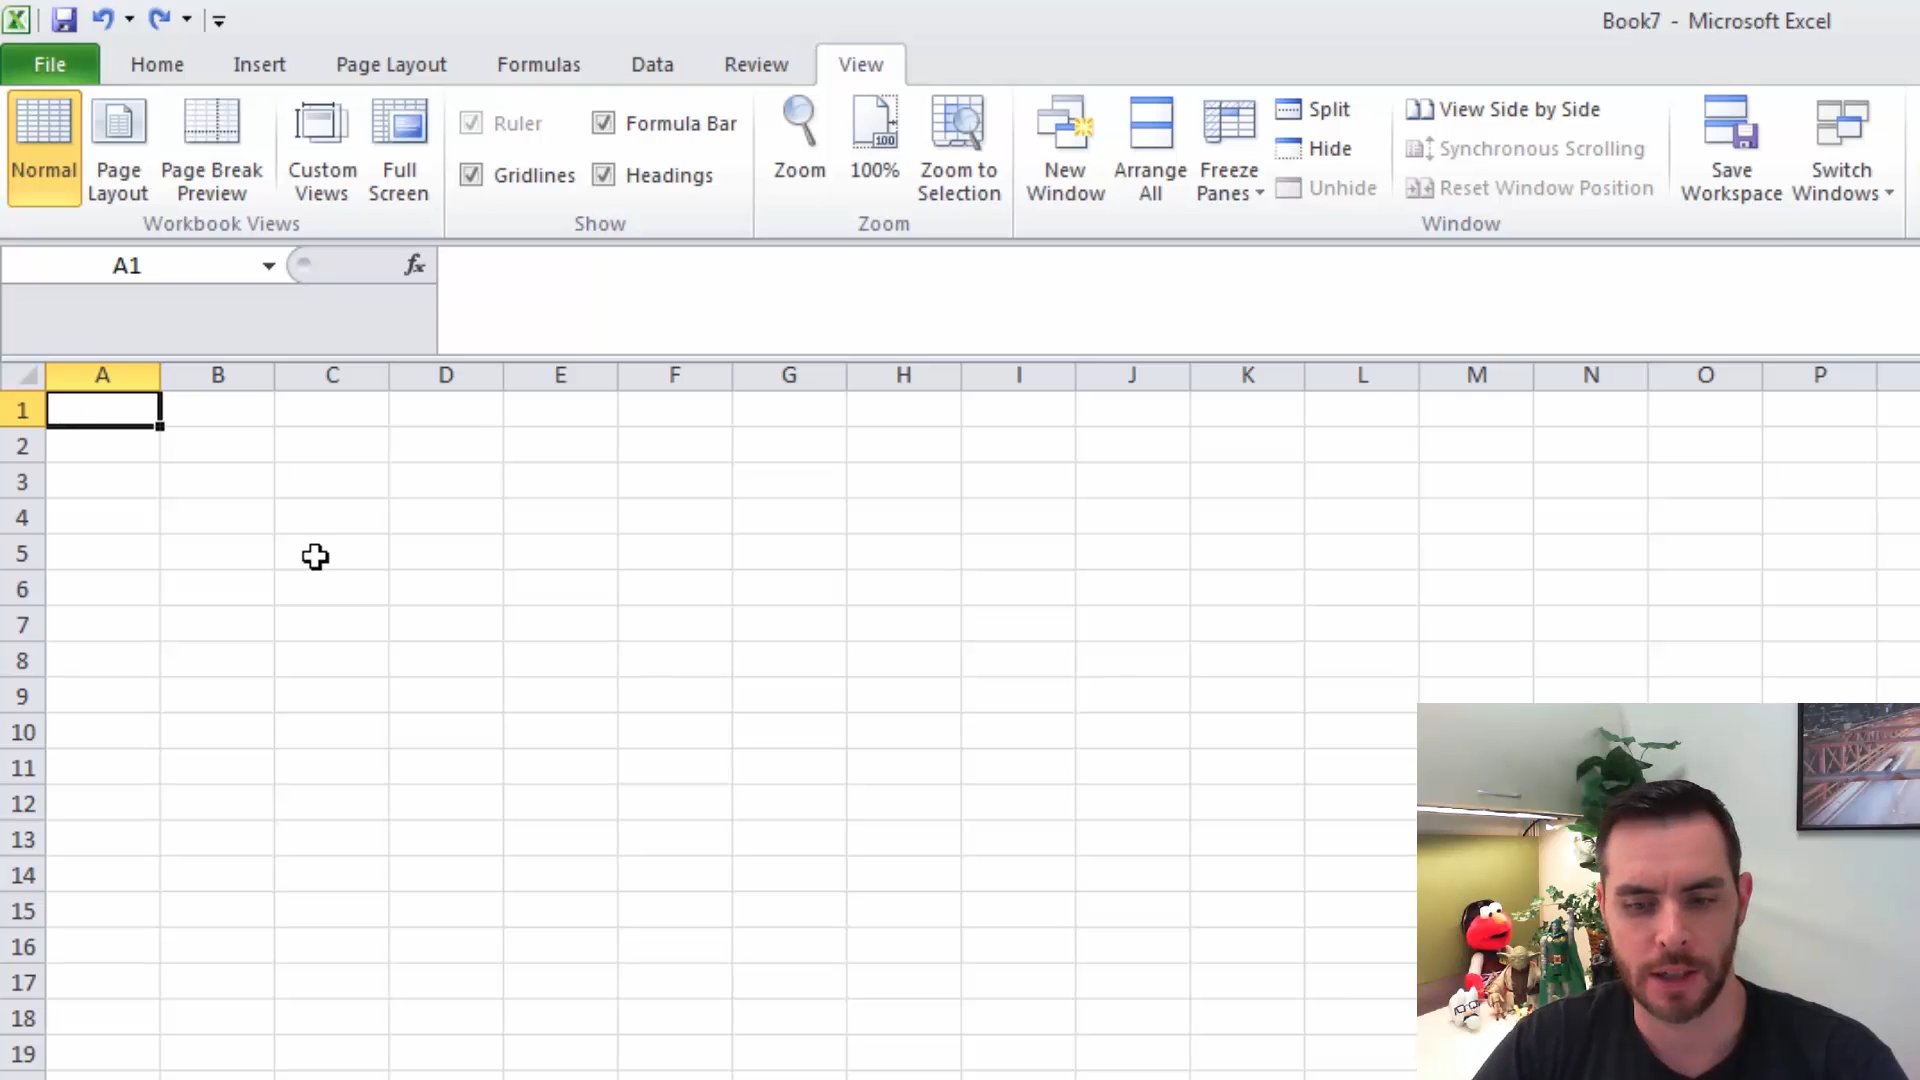 Book7 - Microsoft Excel
File Home Insert Page Layout Formulas Data Review View
Normal
Page Layout
Page Break Preview
Custom Views
Full Screen
Workbook Views
Ruler
Formula Bar
Gridlines
Headings
Show
Zoom
100
100%
Zoom to Selection
Zoom
New Window
Arrange All
Freeze Panes
Split
Hide
Unhide
View Side by Side
Synchronous Scrolling
Reset Window Position
Save Workspace
Switch Windows
Window
A1
fx
A B C D E F G H I J K L M N O P
1
2
3
4
5
6
7
8
9
10
11
12
13
14
15
16
17
18
19